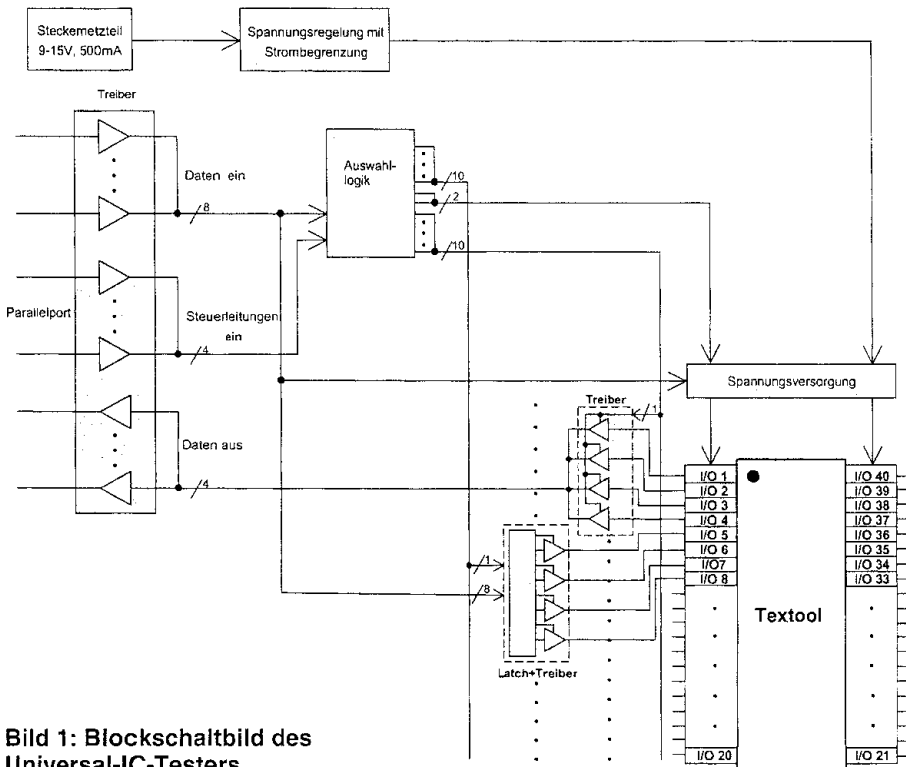 Steckernetzteil
9-15V, 500mA
Spannungsregelung mit
Strombegrenzung
Treiber
Daten ein
8
Auswahl-
logik
10
2
10
Parallelport
Steuerleitungen
ein
4
Daten aus
4
Spannungsversorgung
Treiber
1
1
8
Latch+Treiber
I/O 1
I/O 2
I/O 3
I/O 4
I/O 5
I/O 6
I/O7
I/O 8
I/O 20
Textool
I/O 40
I/O 39
I/O 38
I/O 37
I/O 36
I/O 35
I/O 34
I/O 33
I/O 21
Bild 1: Blockschaltbild des
Universal-IC-Testers